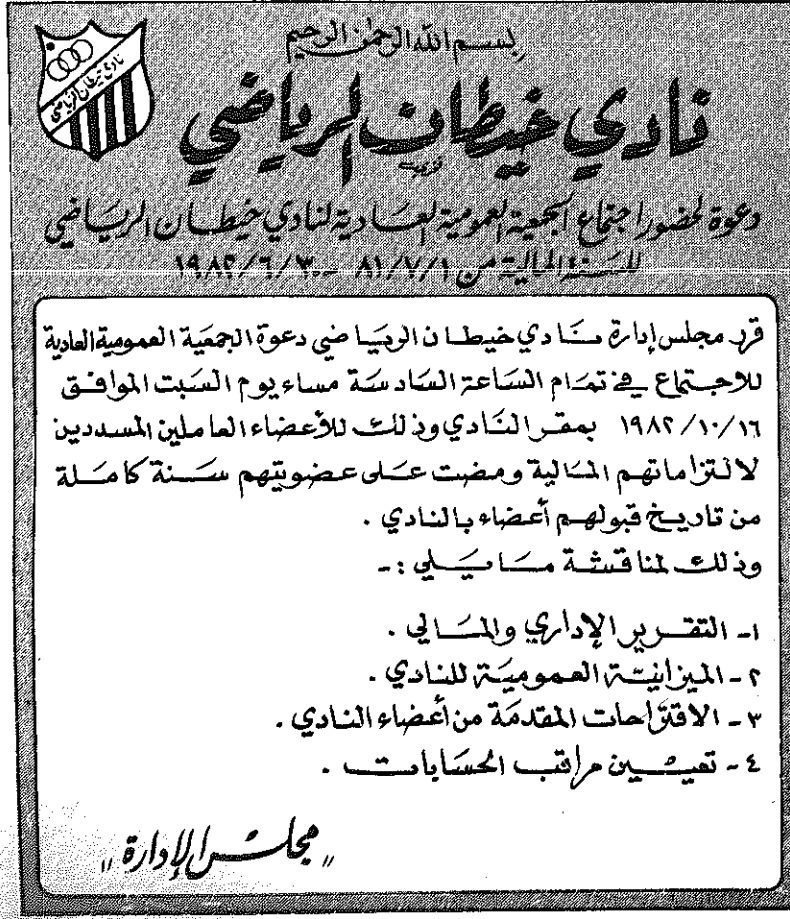 بسم الله الرحمن الرحيم
نادي خيطان الرياضي
نادي خيطان الرياضي
دعوة لحضور اجتماع الجمعية العمومية العادية لنادي خيطان الرياضي
للسنة المالية من ٨١/٧/١ - ١٩٨٢/٦/٣٠
قرر مجلس إدارة نادي خيطان الرياضي دعوة الجمعية العمومية العادية
للاجتماع في تمام الساعة السادسة مساء يوم السبت الموافق
١٩٨٢/١٠/١٦ بمقر النادي وذلك للأعضاء العاملين المسددين
لالتزاماتهم المالية ومضت على عضويتهم سنة كاملة
من تاريخ قبولهم أعضاء بالنادي .
وذلك لمناقشة ما يلي :-
١- التقرير الإداري والمالي .
٢- الميزانية العمومية للنادي .
٣- الاقتراحات المقدمة من أعضاء النادي .
٤- تعيين مراقب الحسابات .
"مجلس الإدارة"